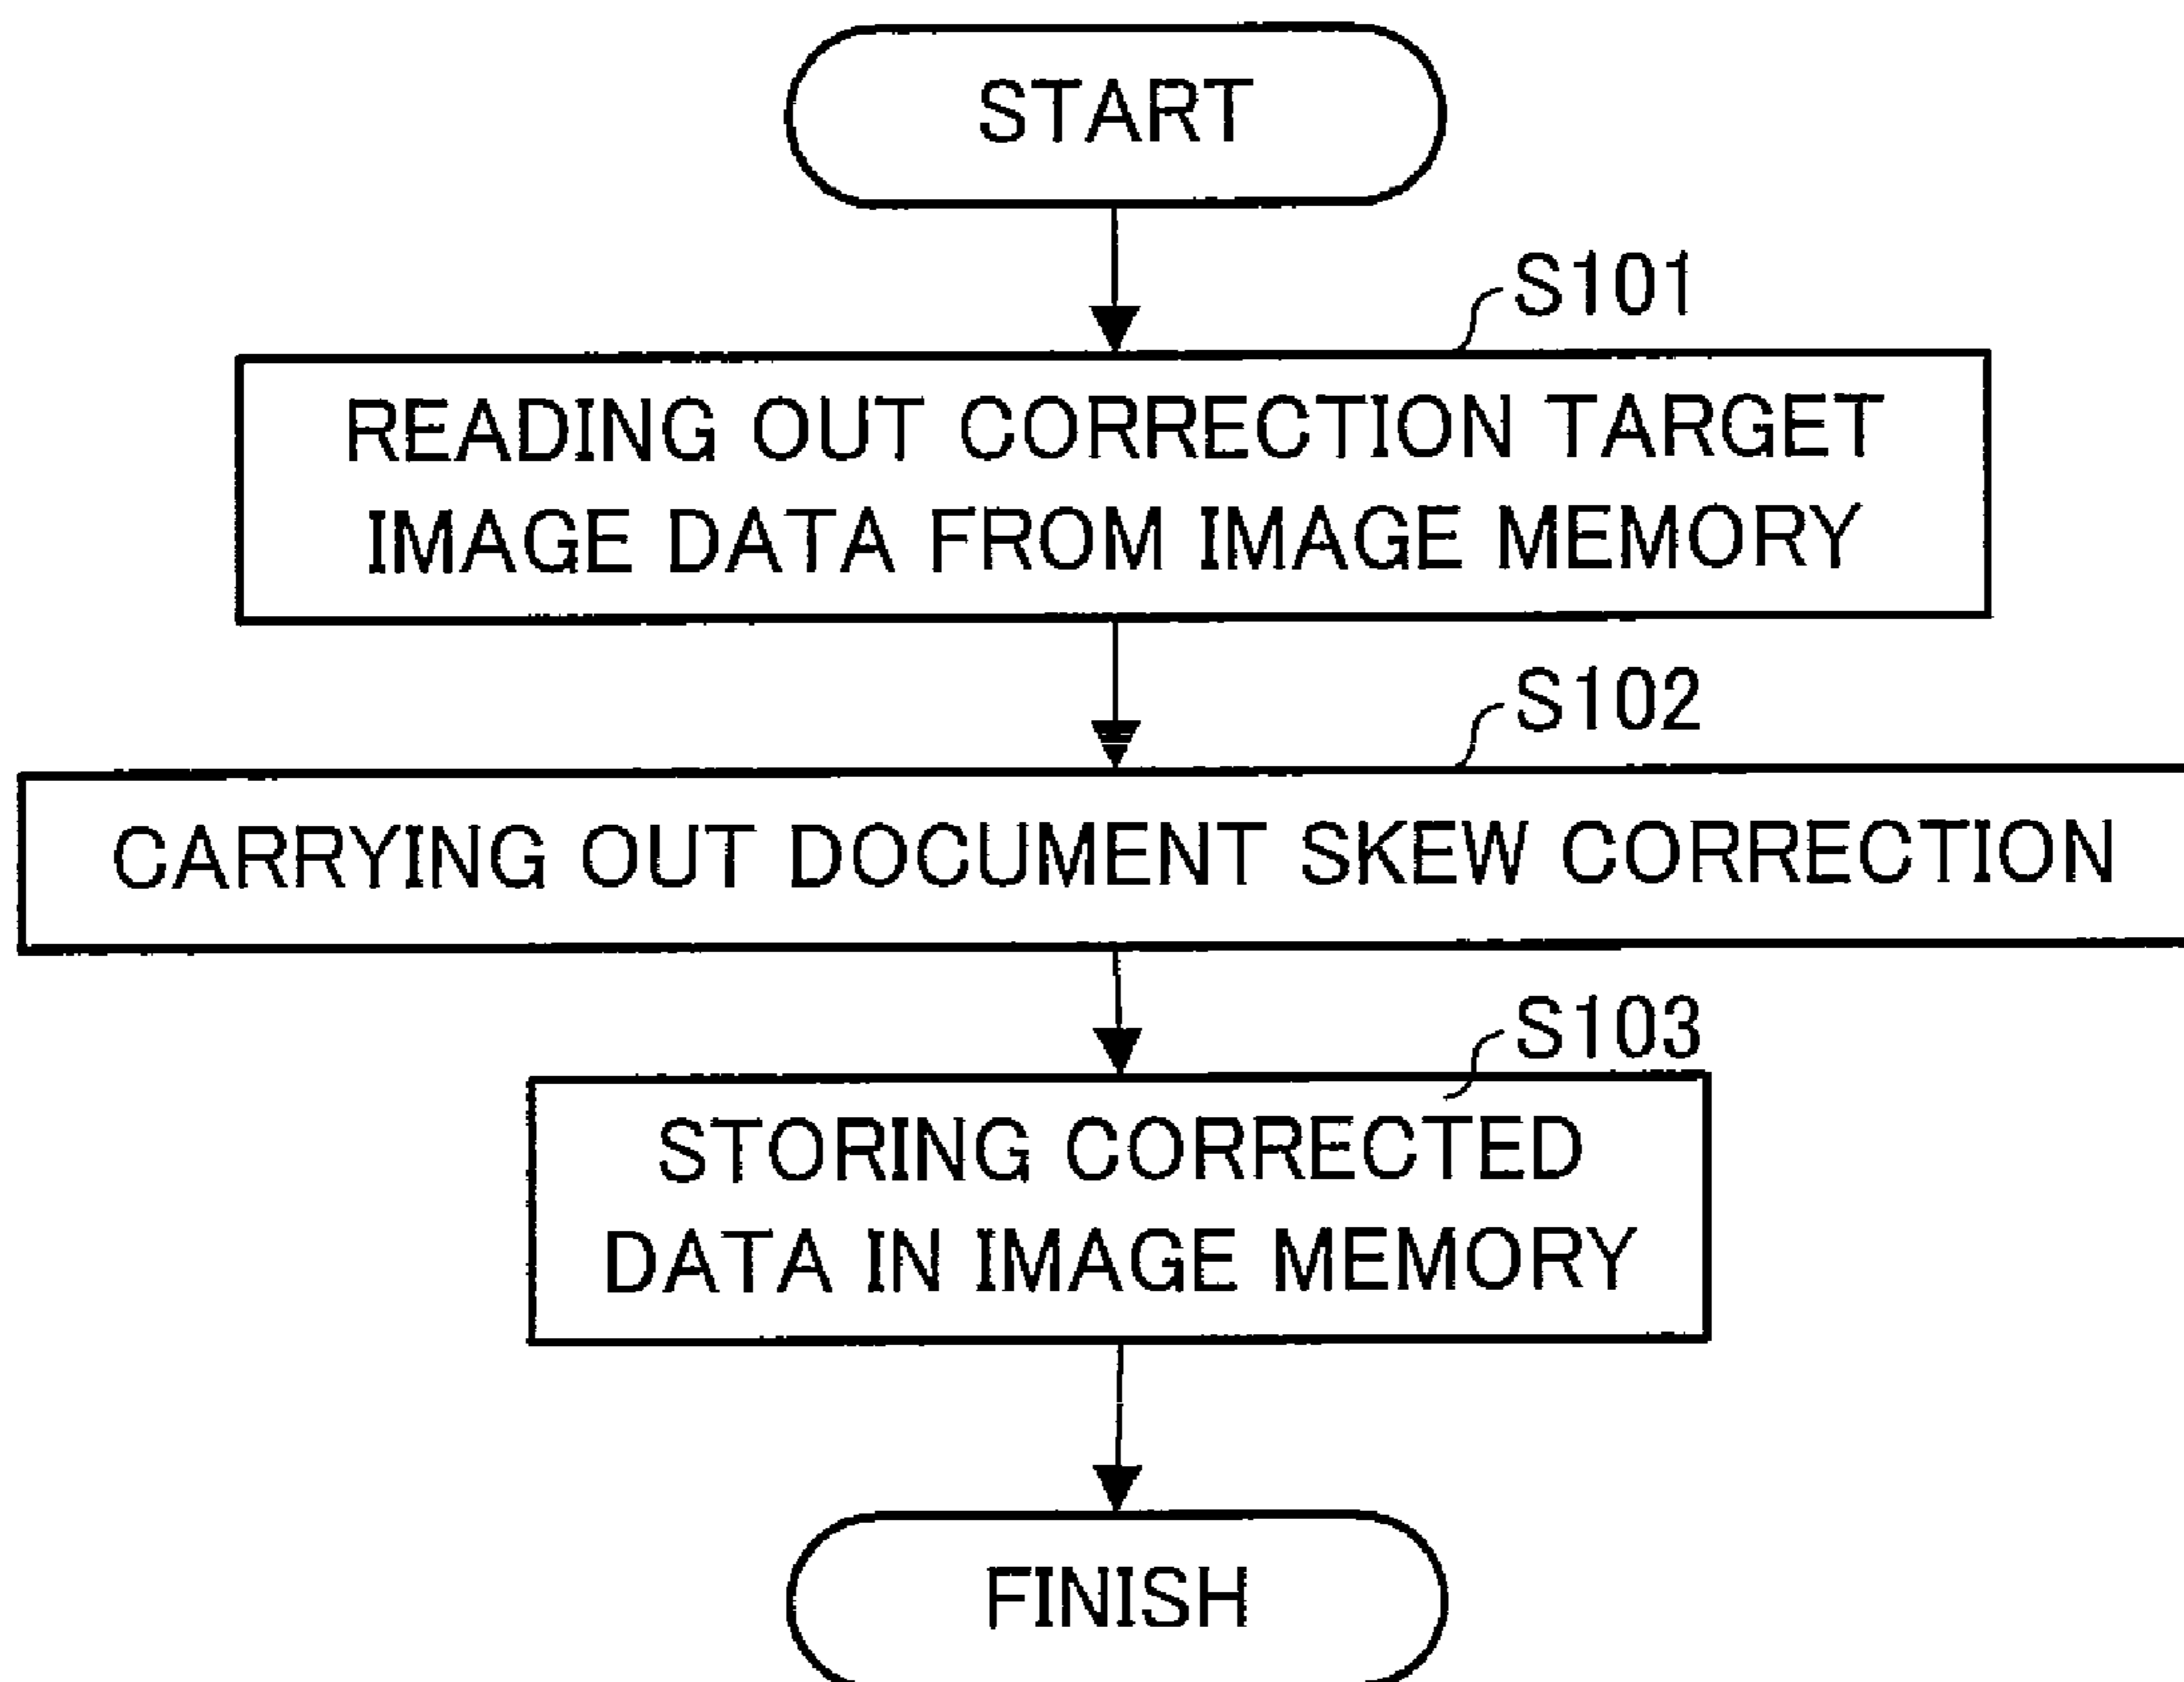 START
S101
READING OUT CORRECTION TARGET
IMAGE DATA FROM IMAGE MEMORY
S102
CARRYING OUT DOCUMENT SKEW CORRECTION
S103
STORING CORRECTED
DATA IN IMAGE MEMORY
FINISH